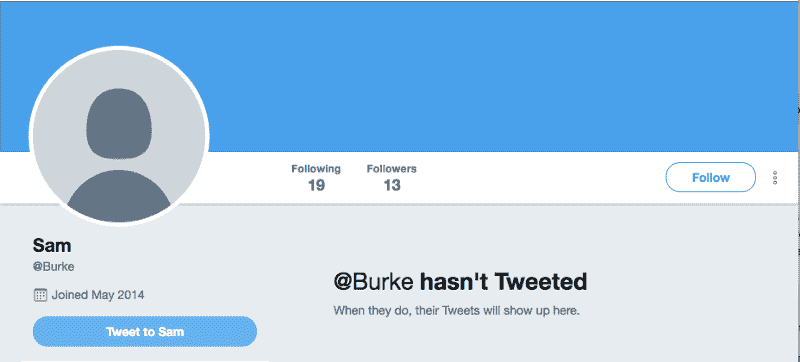 Following Followers
19 13
Follow
Sam
@Burke
Joined May 2014
Tweet to Sam
@Burke hasn't Tweeted
When they do, their Tweets will show up here.